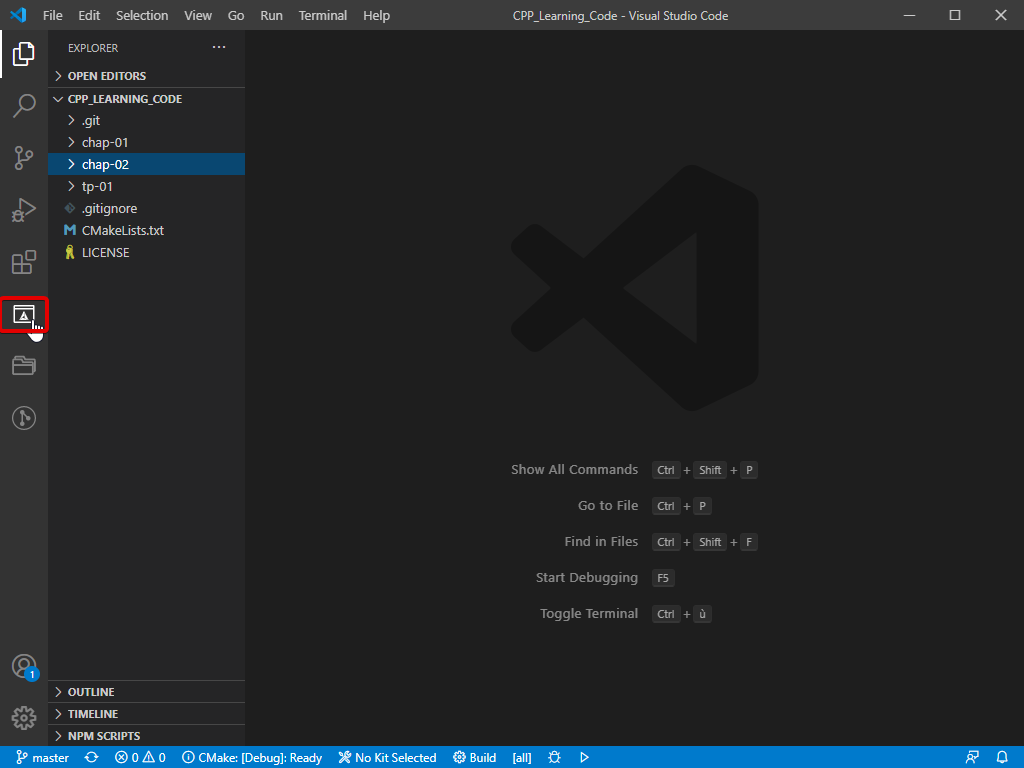 File Edit Selection View Go Run Terminal Help
CPP_Learning_Code - Visual Studio Code
EXPLORER
OPEN EDITORS
CPP_LEARNING_CODE
.git
chap-01
chap-02
tp-01
.gitignore
M CMakeLists.txt
LICENSE
Show All Commands Ctrl + Shift + P
Go to File Ctrl + P
Find in Files Ctrl + Shift + F
Start Debugging F5
Toggle Terminal Ctrl + ù
1
OUTLINE
TIMELINE
NPM SCRIPTS
master 0 0 CMake: [Debug]: Ready No Kit Selected Build [all]